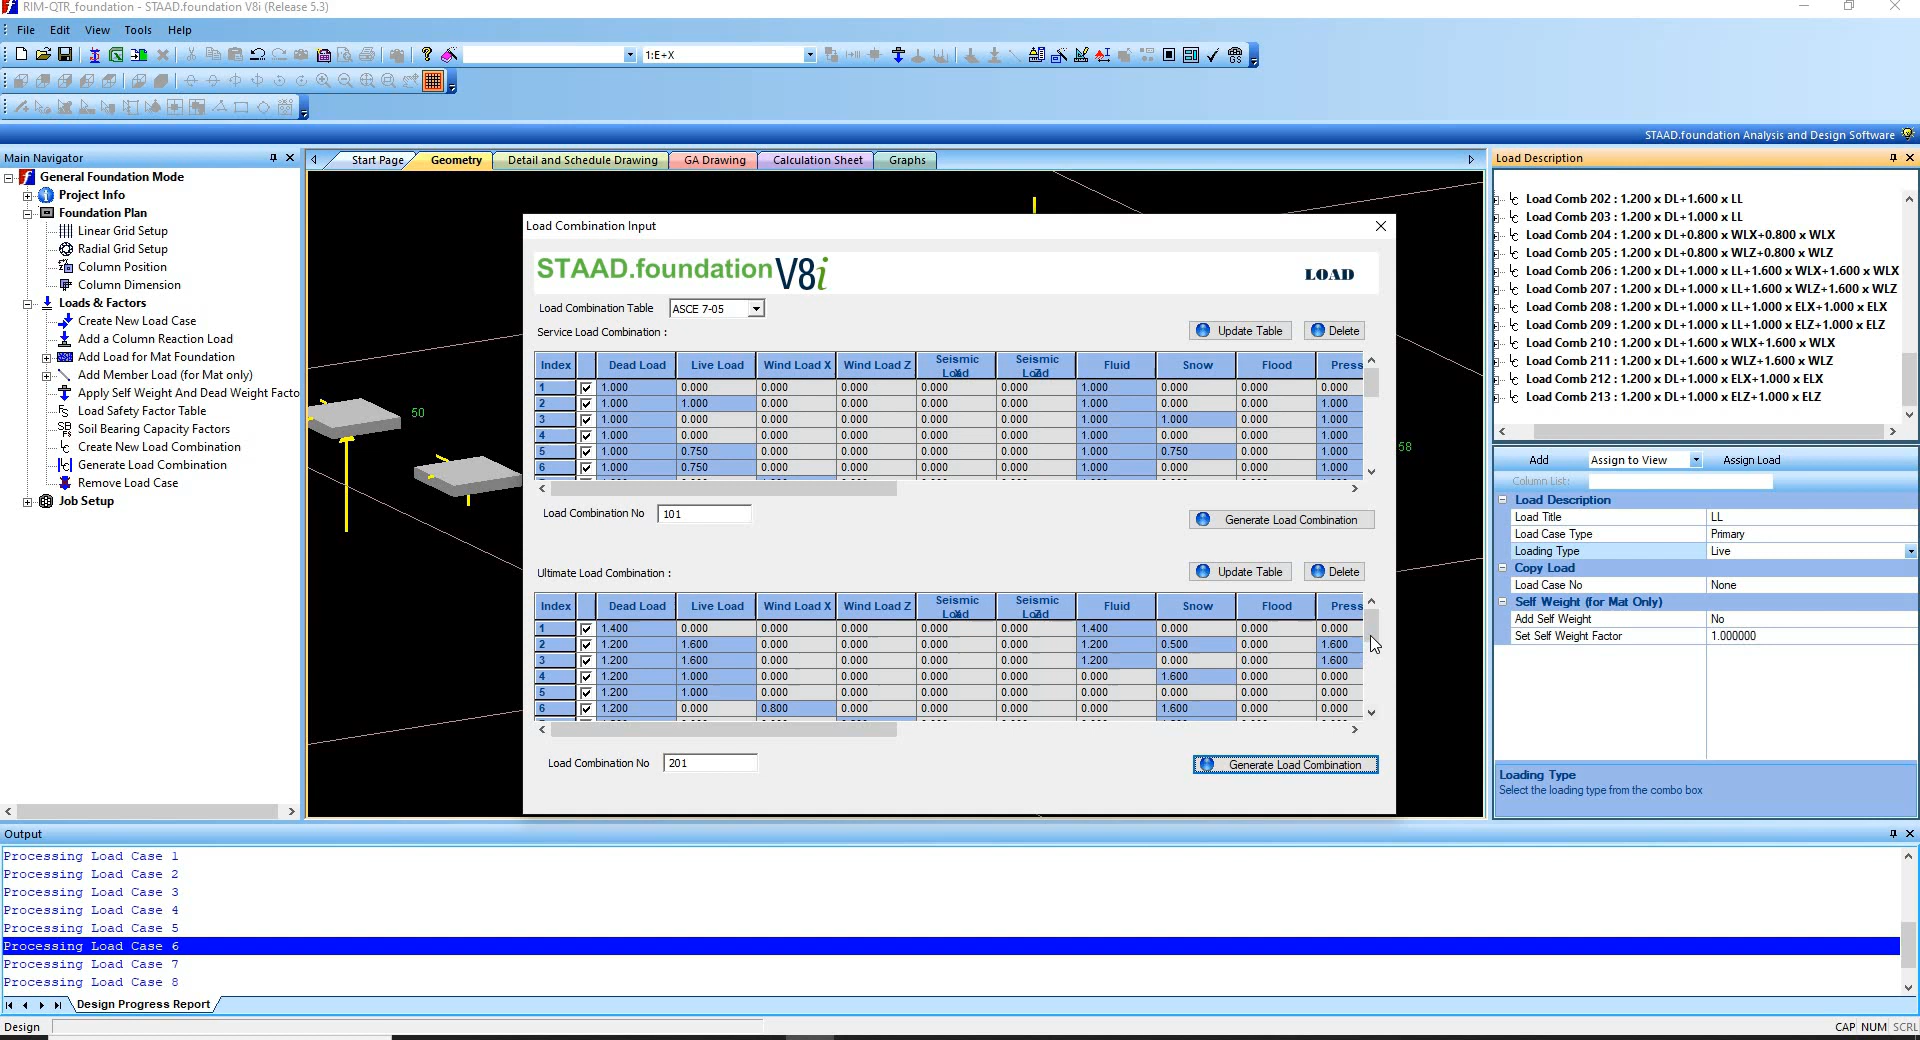 RIM-QTR_foundation - STAAD.foundation V8i (Release 5.3)
File Edit View Tools Help
1:E+X
STAAD.foundation Analysis and Design Software
Main Navigator
General Foundation Mode
Project Info
Foundation Plan
Linear Grid Setup
Radial Grid Setup
Column Position
Column Dimension
Loads & Factors
Create New Load Case
Add a Column Reaction Load
Add Load for Mat Foundation
Add Member Load (for Mat only)
Apply Self Weight And Dead Weight Facto
Load Safety Factor Table
Soil Bearing Capacity Factors
Create New Load Combination
Generate Load Combination
Remove Load Case
Job Setup
Start Page Geometry Detail and Schedule Drawing GA Drawing Calculation Sheet Graphs
50
58
Load Combination Input
STAAD.foundation V8i
LOAD
Load Combination Table ASCE 7-05
Service Load Combination :
Update Table Delete
Index Dead Load Live Load Wind Load X Wind Load Z Seismic Load X Seismic Load Z Fluid Snow Flood Press
1 1.000 0.000 0.000 0.000 0.000 0.000 1.000 0.000 0.000 0.000
2 1.000 1.000 0.000 0.000 0.000 0.000 1.000 0.000 0.000 1.000
3 1.000 0.000 0.000 0.000 0.000 0.000 1.000 1.000 0.000 1.000
4 1.000 0.000 0.000 0.000 0.000 0.000 1.000 0.000 0.000 1.000
5 1.000 0.750 0.000 0.000 0.000 0.000 1.000 0.750 0.000 1.000
6 1.000 0.750 0.000 0.000 0.000 0.000 1.000 0.000 0.000 1.000
Load Combination No 101
Generate Load Combination
Ultimate Load Combination :
Update Table Delete
Index Dead Load Live Load Wind Load X Wind Load Z Seismic Load X Seismic Load Z Fluid Snow Flood Press
1 1.400 0.000 0.000 0.000 0.000 0.000 1.400 0.000 0.000 0.000
2 1.200 1.600 0.000 0.000 0.000 0.000 1.200 0.500 0.000 1.600
3 1.200 1.600 0.000 0.000 0.000 0.000 1.200 0.000 0.000 1.600
4 1.200 1.000 0.000 0.000 0.000 0.000 0.000 1.600 0.000 0.000
5 1.200 1.000 0.000 0.000 0.000 0.000 0.000 0.000 0.000 0.000
6 1.200 0.000 0.800 0.000 0.000 0.000 0.000 1.600 0.000 0.000
Load Combination No 201
Generate Load Combination
Load Description
Load Comb 202 : 1.200 x DL+1.600 x LL
Load Comb 203 : 1.200 x DL+1.000 x LL
Load Comb 204 : 1.200 x DL+0.800 x WLX+0.800 x WLX
Load Comb 205 : 1.200 x DL+0.800 x WLZ+0.800 x WLZ
Load Comb 206 : 1.200 x DL+1.000 x LL+1.600 x WLX+1.600 x WLX
Load Comb 207 : 1.200 x DL+1.000 x LL+1.600 x WLZ+1.600 x WLZ
Load Comb 208 : 1.200 x DL+1.000 x LL+1.000 x ELX+1.000 x ELX
Load Comb 209 : 1.200 x DL+1.000 x LL+1.000 x ELZ+1.000 x ELZ
Load Comb 210 : 1.200 x DL+1.600 x WLX+1.600 x WLX
Load Comb 211 : 1.200 x DL+1.600 x WLZ+1.600 x WLZ
Load Comb 212 : 1.200 x DL+1.000 x ELX+1.000 x ELX
Load Comb 213 : 1.200 x DL+1.000 x ELZ+1.000 x ELZ
Add Assign to View Assign Load
Column List:
Load Description
Load Title LL
Load Case Type Primary
Loading Type Live
Copy Load
Load Case No None
Self Weight (for Mat Only)
Add Self Weight No
Set Self Weight Factor 1.000000
Loading Type
Select the loading type from the combo box
Output
Processing Load Case 1
Processing Load Case 2
Processing Load Case 3
Processing Load Case 4
Processing Load Case 5
Processing Load Case 6
Processing Load Case 7
Processing Load Case 8
Design Progress Report
Design
CAP NUM SCRL